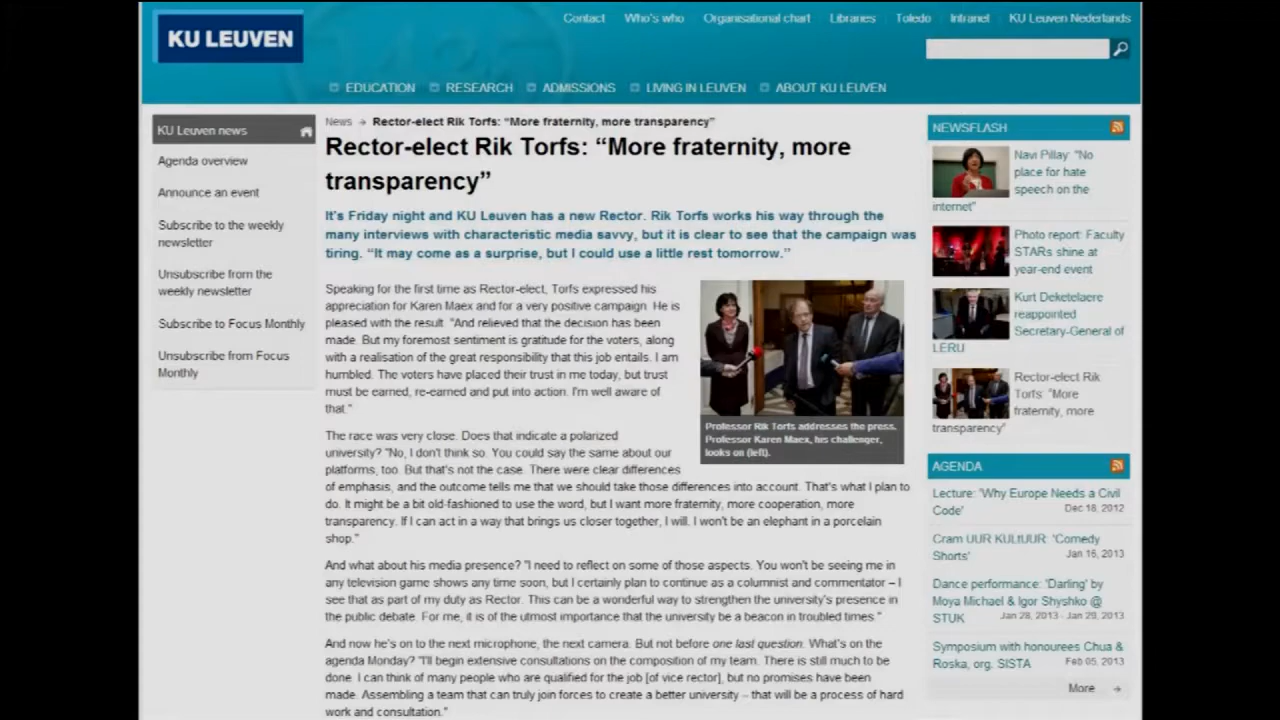 KU LEUVEN
Contact Who's who Organisational chart Libraries Toledo Intranet KU Leuven Nederlands
EDUCATION RESEARCH ADMISSIONS LIVING IN LEUVEN ABOUT KU LEUVEN
KU Leuven news
Agenda overview
Announce an event
Subscribe to the weekly
newsletter
Unsubscribe from the
weekly newsletter
Subscribe to Focus Monthly
Unsubscribe from Focus
Monthly
News → Rector-elect Rik Torfs: “More fraternity, more transparency”
Rector-elect Rik Torfs: “More fraternity, more
transparency”
It’s Friday night and KU Leuven has a new Rector. Rik Torfs works his way through the
many interviews with characteristic media savvy, but it is clear to see that the campaign was
tiring. “It may come as a surprise, but I could use a little rest tomorrow.”
Speaking for the first time as Rector-elect, Torfs expressed his
appreciation for Karen Maex and for a very positive campaign. He is
pleased with the result. "And relieved that the decision has been
made. But my foremost sentiment is gratitude for the voters, along
with a realisation of the great responsibility that this job entails. I am
humbled. The voters have placed their trust in me today, but trust
must be earned, re-earned and put into action. I'm well aware of
that."
Professor Rik Torfs addresses the press.
Professor Karen Maex, his challenger,
looks on (left).
The race was very close. Does that indicate a polarized
university? "No, I don't think so. You could say the same about our
platforms, too. But that's not the case. There were clear differences
of emphasis, and the outcome tells me that we should take those differences into account. That's what I plan to
do. It might be a bit old-fashioned to use the word, but I want more fraternity, more cooperation, more
transparency. If I can act in a way that brings us closer together, I will. I won't be an elephant in a porcelain
shop."
And what about his media presence? "I need to reflect on some of those aspects. You won't be seeing me in
any television game shows any time soon, but I certainly plan to continue as a columnist and commentator – I
see that as part of my duty as Rector. This can be a wonderful way to strengthen the university's presence in
the public debate. For me, it is of the utmost importance that the university be a beacon in troubled times."
And now he's on to the next microphone, the next camera. But not before one last question. What's on the
agenda Monday? "I'll begin extensive consultations on the composition of my team. There is still much to be
done. I can think of many people who are qualified for the job [of vice rector], but no promises have been
made. Assembling a team that can truly join forces to create a better university – that will be a process of hard
work and consultation."
NEWSFLASH
Navi Pillay: "No
place for hate
speech on the
internet"
Photo report: Faculty
STARs shine at
year-end event
Kurt Deketelaere
reappointed
Secretary-General of
LERU
Rector-elect Rik
Torfs: "More
fraternity, more
transparency"
AGENDA
Lecture: 'Why Europe Needs a Civil
Code' Dec 18, 2012
Cram UUR KULtUUR: 'Comedy
Shorts' Jan 16, 2013
Dance performance: 'Darling' by
Moya Michael & Igor Shyshko @
STUK Jan 28, 2013 - Jan 29, 2013
Symposium with honourees Chua &
Roska, org. SISTA Feb 05, 2013
More →